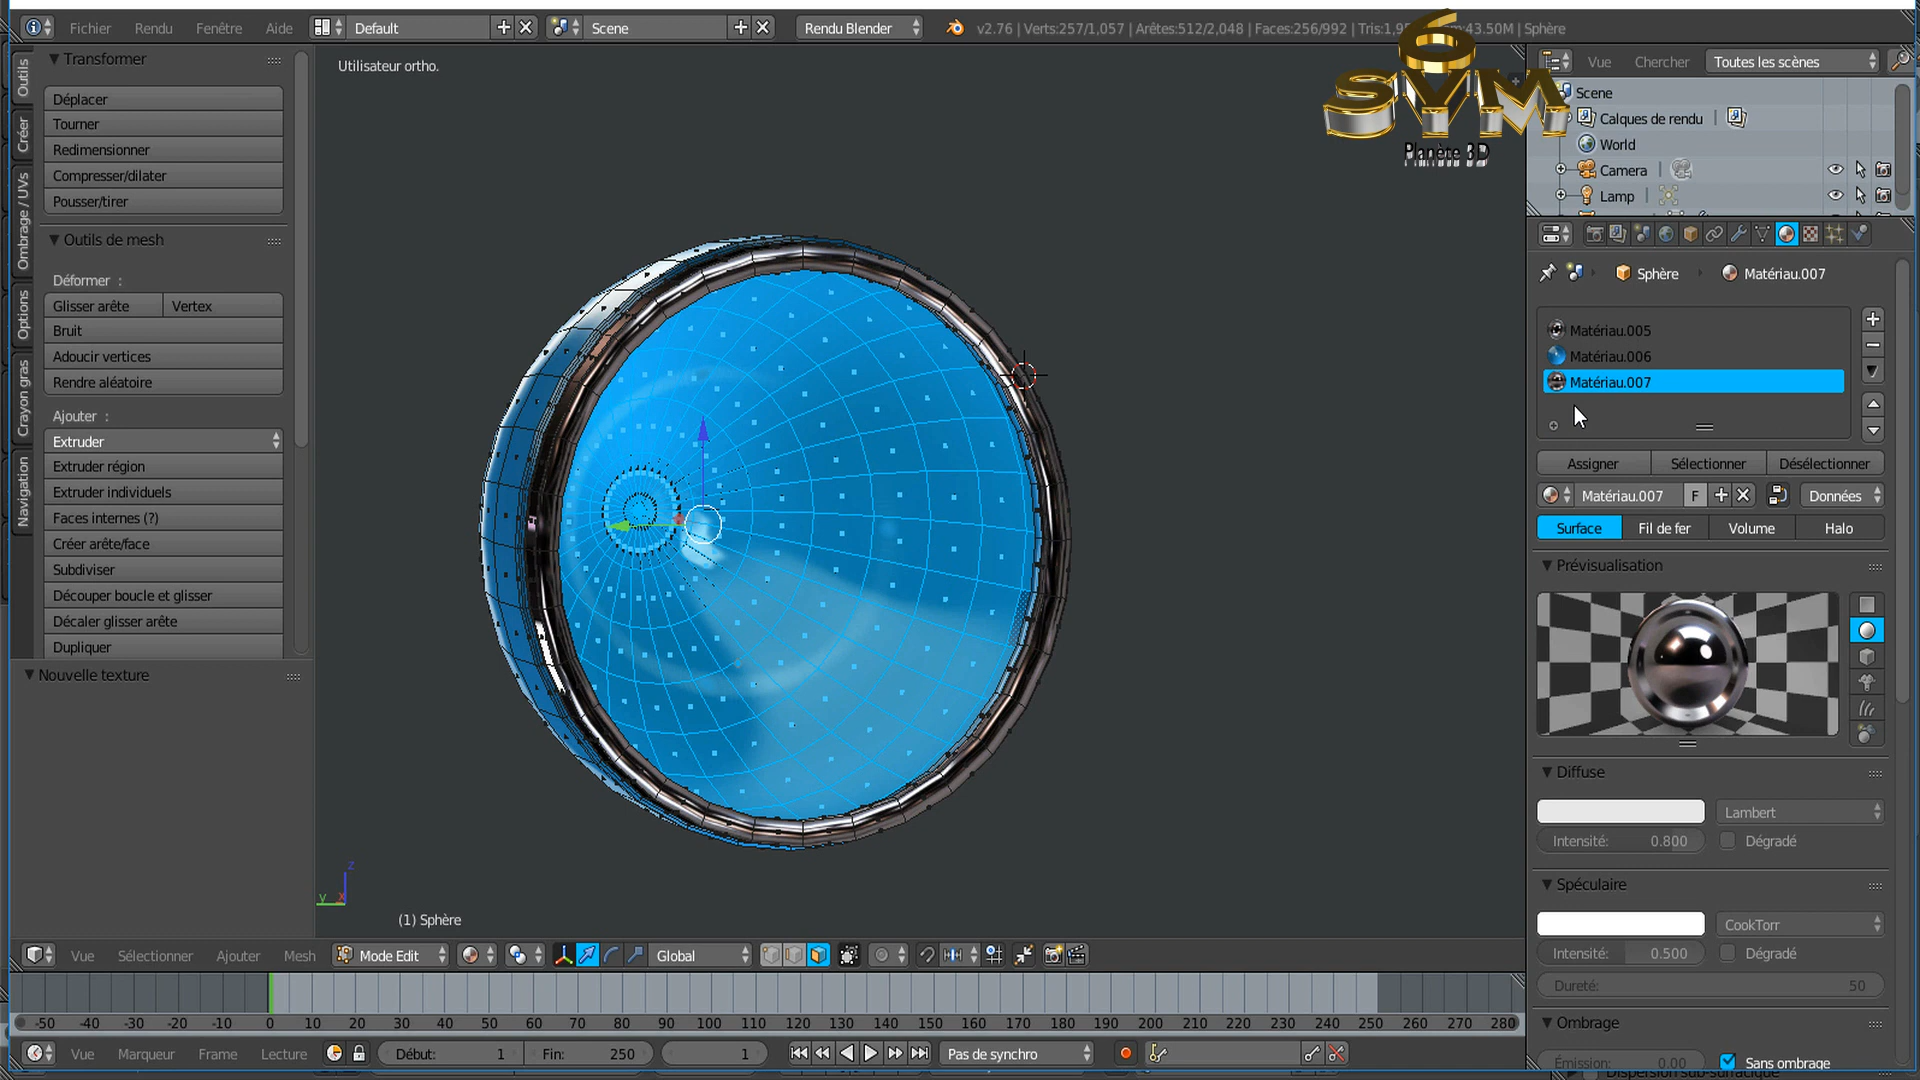 Fichier Rendu Fenêtre Aide Default Scene Rendu Blender v2.76 | Verts:257/1,057 | Arêtes:512/2,048 | Faces:256/992 | Tris:1,9 43.50M | Sphère
6
SYM
Planète 3D
Outils
Créer
Ombrage / UVs
Options
Crayon gras
Navigation
Transformer
Déplacer
Tourner
Redimensionner
Compresser/dilater
Pousser/tirer
Outils de mesh
Déformer :
Glisser arête Vertex
Bruit
Adoucir vertices
Rendre aléatoire
Ajouter :
Extruder
Extruder région
Extruder individuels
Faces internes (?)
Créer arête/face
Subdiviser
Découper boucle et glisser
Décaler glisser arête
Dupliquer
Nouvelle texture
Utilisateur ortho.
z
y x
(1) Sphère
Vue Sélectionner Ajouter Mesh Mode Edit Global
-50 -40 -30 -20 -10 0 10 20 30 40 50 60 70 80 90 100 110 120 130 140 150 160 170 180 190 200 210 220 230 240 250 260 270 280
Vue Marqueur Frame Lecture Début: 1 Fin: 250 1 Pas de synchro
Vue Chercher Toutes les scènes
Scene
Calques de rendu
World
Camera
Lamp
Sphère Matériau.007
Matériau.005
Matériau.006
Matériau.007
Assigner Sélectionner Désélectionner
Matériau.007 F Données
Surface Fil de fer Volume Halo
Prévisualisation
Diffuse
Lambert
Intensité: 0.800 Dégradé
Spéculaire
CookTorr
Intensité: 0.500 Dégradé
Dureté: 50
Ombrage
Émission: 0.00 Sans ombrage